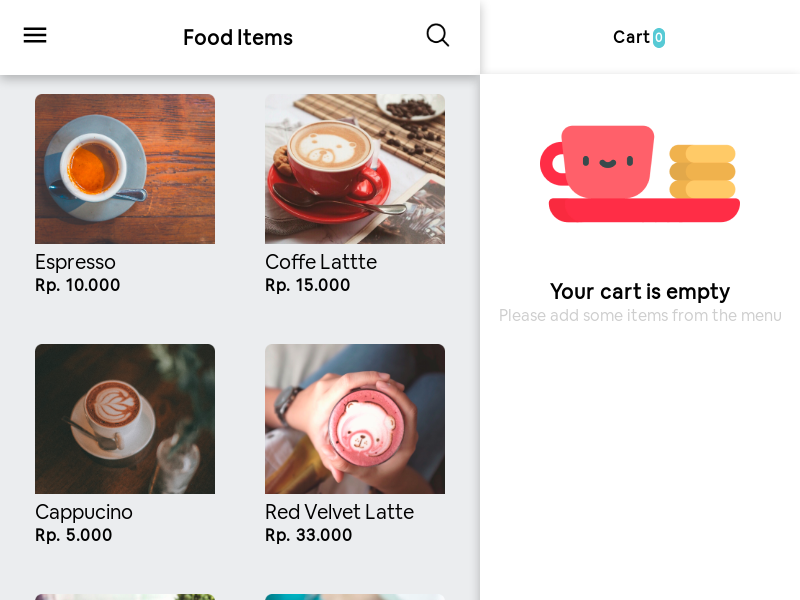 Food Items
Cart 0
Espresso
Rp. 10.000
Coffe Lattte
Rp. 15.000
Cappucino
Rp. 5.000
Red Velvet Latte
Rp. 33.000
Your cart is empty
Please add some items from the menu